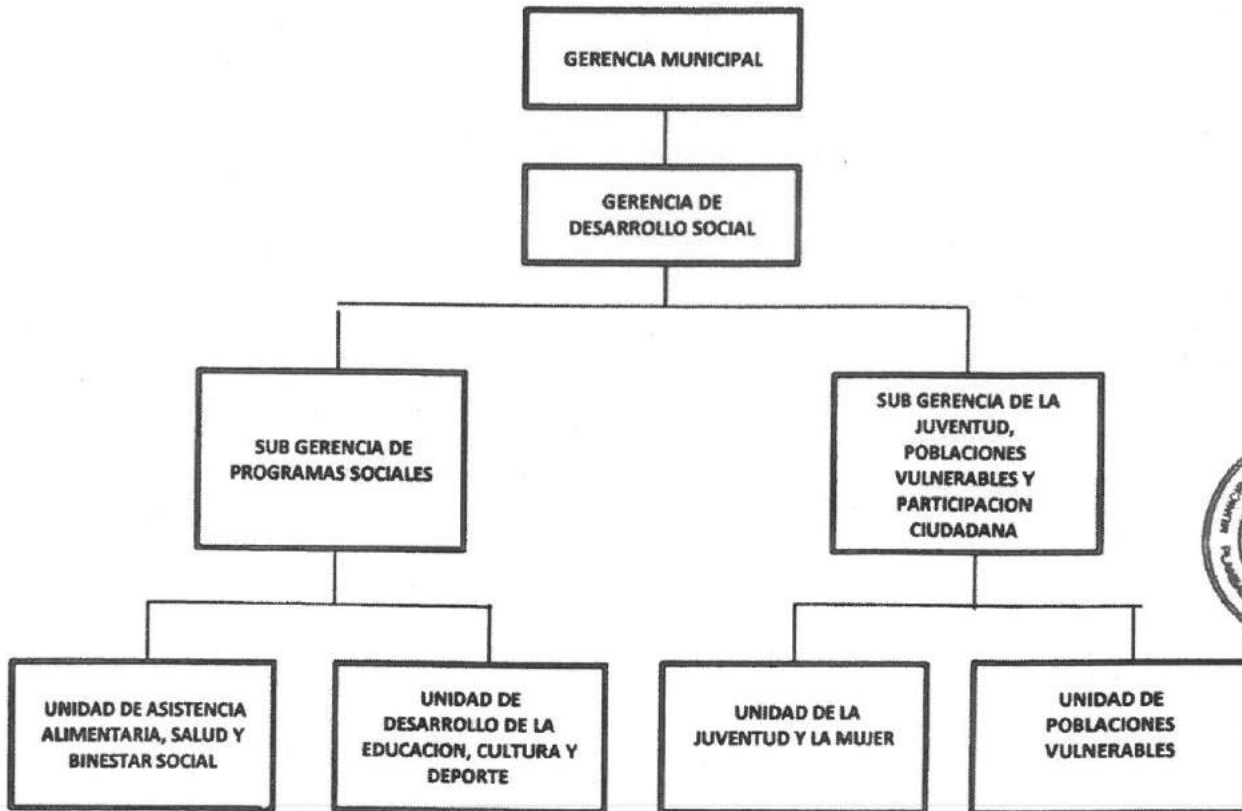 GERENCIA MUNICIPAL
GERENCIA DE
DESARROLLO SOCIAL
SUB GERENCIA DE
PROGRAMAS SOCIALES
SUB GERENCIA DE LA
JUVENTUD,
POBLACIONES
VULNERABLES Y
PARTICIPACION
CIUDADANA
UNIDAD DE ASISTENCIA
ALIMENTARIA, SALUD Y
BINESTAR SOCIAL
UNIDAD DE
DESARROLLO DE LA
EDUCACION, CULTURA Y
DEPORTE
UNIDAD DE LA
JUVENTUD Y LA MUJER
UNIDAD DE
POBLACIONES
VULNERABLES